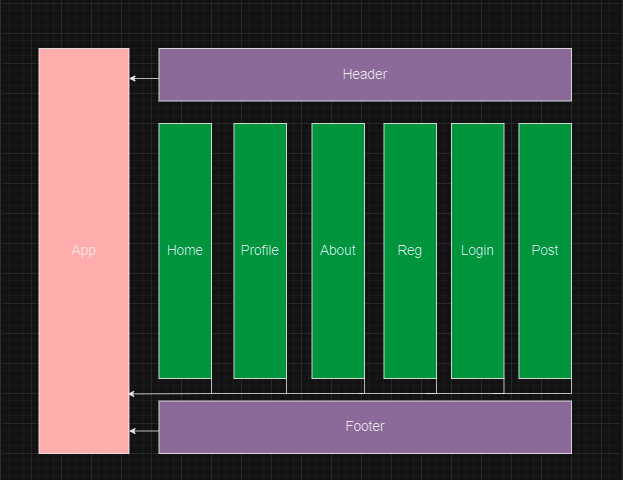 Header
App
Home
Profile
About
Reg
Login
Post
Footer